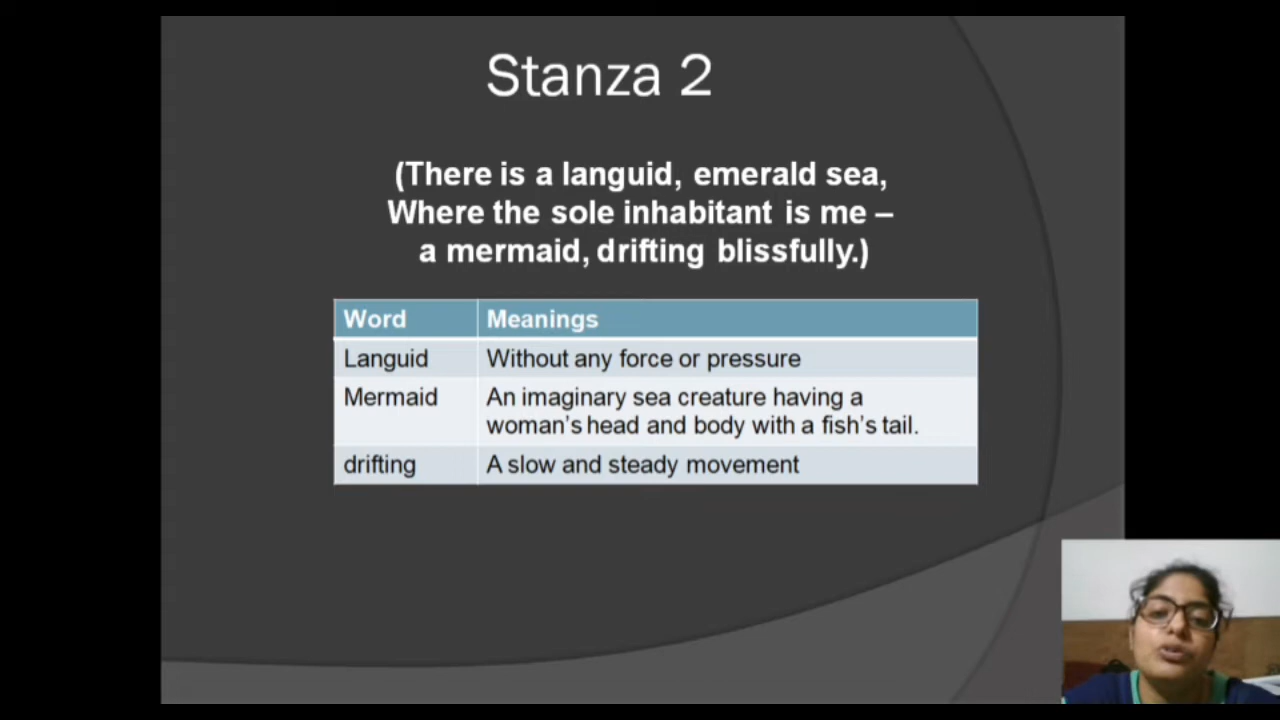 Stanza 2
(There is a languid, emerald sea,
Where the sole inhabitant is me –
a mermaid, drifting blissfully.)
Word Meanings
Languid Without any force or pressure
Mermaid An imaginary sea creature having a
woman's head and body with a fish's tail.
drifting A slow and steady movement